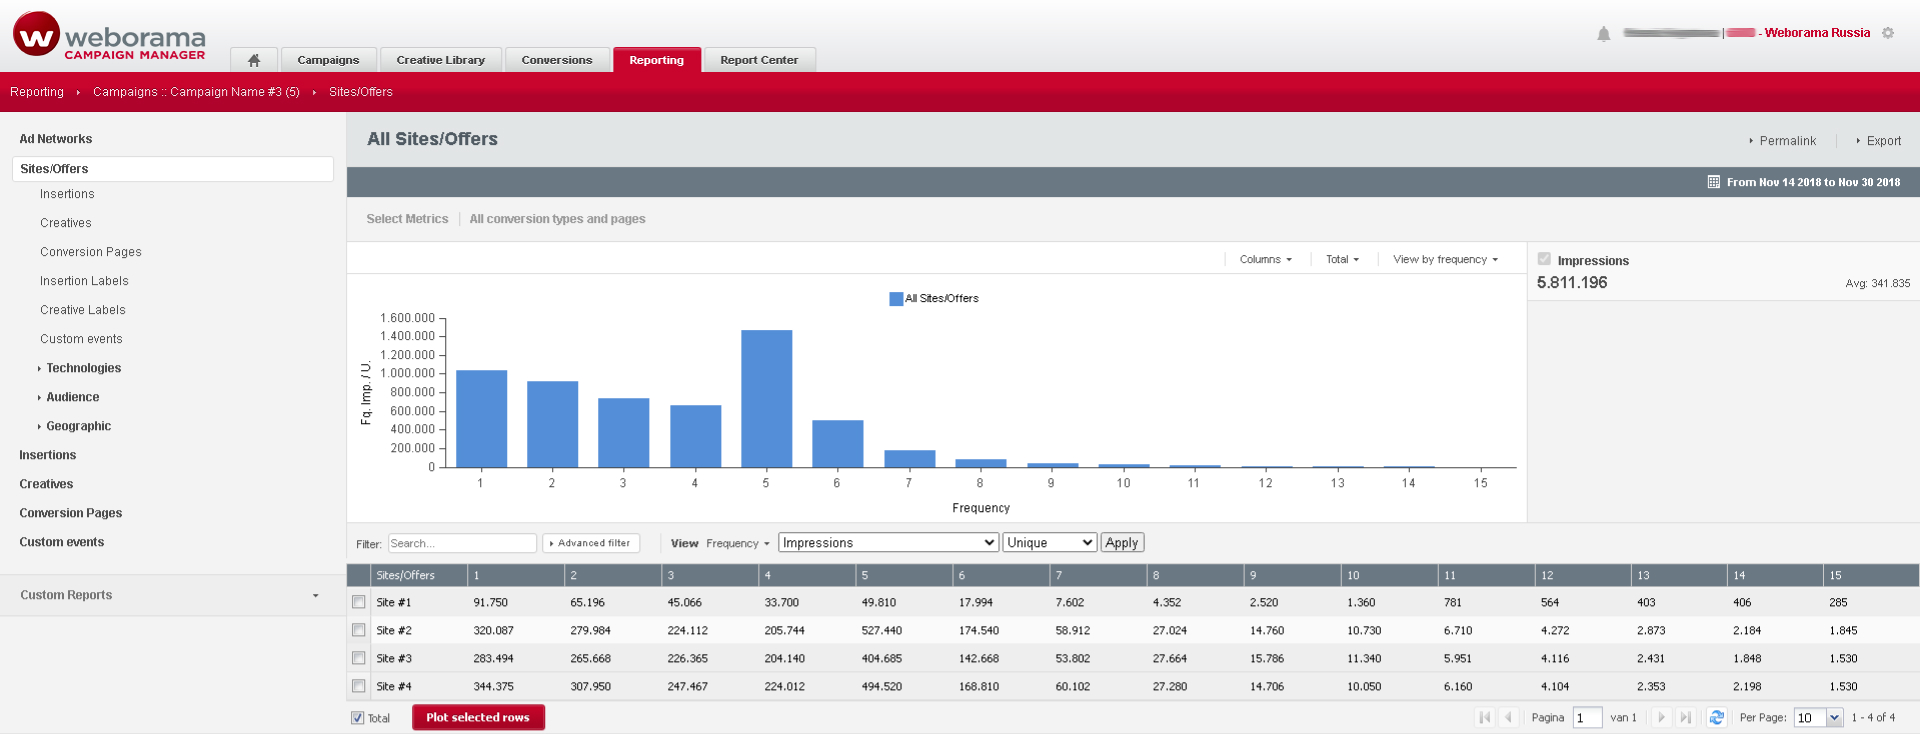 weborama
CAMPAIGN MANAGER
Campaigns
Creative Library
Conversions
Reporting
Report Center
- Weborama Russia
Reporting Campaigns :: Campaign Name #3 (5) Sites/Offers
Ad Networks
Sites/Offers
Insertions
Creatives
Conversion Pages
Insertion Labels
Creative Labels
Custom events
Technologies
Audience
Geographic
Insertions
Creatives
Conversion Pages
Custom events
Custom Reports
All Sites/Offers
Permalink
Export
From Nov 14 2018 to Nov 30 2018
Select Metrics
All conversion types and pages
Columns
Total
View by frequency
Impressions
5.811.196
Avg: 341.835
All Sites/Offers
Fq. Imp. / U.
1.600.000
1.400.000
1.200.000
1.000.000
800.000
600.000
400.000
200.000
0
1 2 3 4 5 6 7 8 9 10 11 12 13 14 15
Frequency
Filter: Search... Advanced filter View Frequency Impressions Unique Apply
Sites/Offers 1 2 3 4 5 6 7 8 9 10 11 12 13 14 15
Site #1 91.750 65.196 45.066 33.700 49.810 17.994 7.602 4.352 2.520 1.360 781 564 403 406 285
Site #2 320.087 279.984 224.112 205.744 527.440 174.540 58.912 27.024 14.760 10.730 6.710 4.272 2.873 2.184 1.845
Site #3 283.494 265.668 226.365 204.140 404.685 142.668 53.802 27.664 15.786 11.340 5.951 4.116 2.431 1.848 1.530
Site #4 344.375 307.950 247.467 224.012 494.520 168.810 60.102 27.280 14.706 10.050 6.160 4.104 2.353 2.198 1.530
Total Plot selected rows Pagina 1 van 1 Per Page: 10 1 - 4 of 4